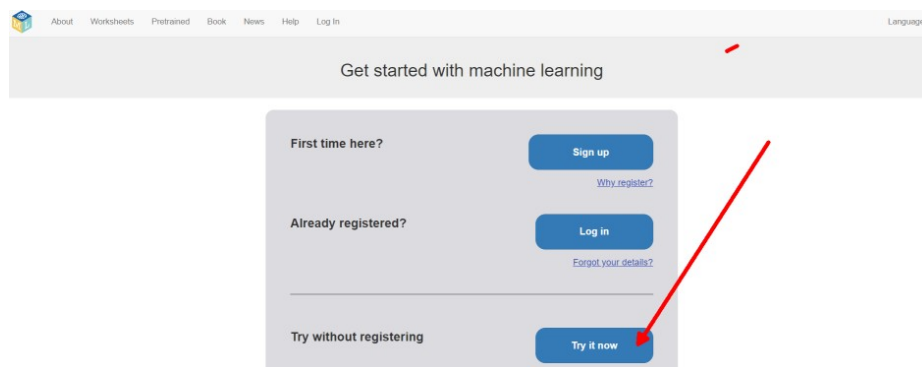 About Worksheets Pretrained Book News Help Log In Language
Get started with machine learning
First time here? Sign up
Why register?
Already registered? Log in
Forgot your details?
Try without registering Try it now